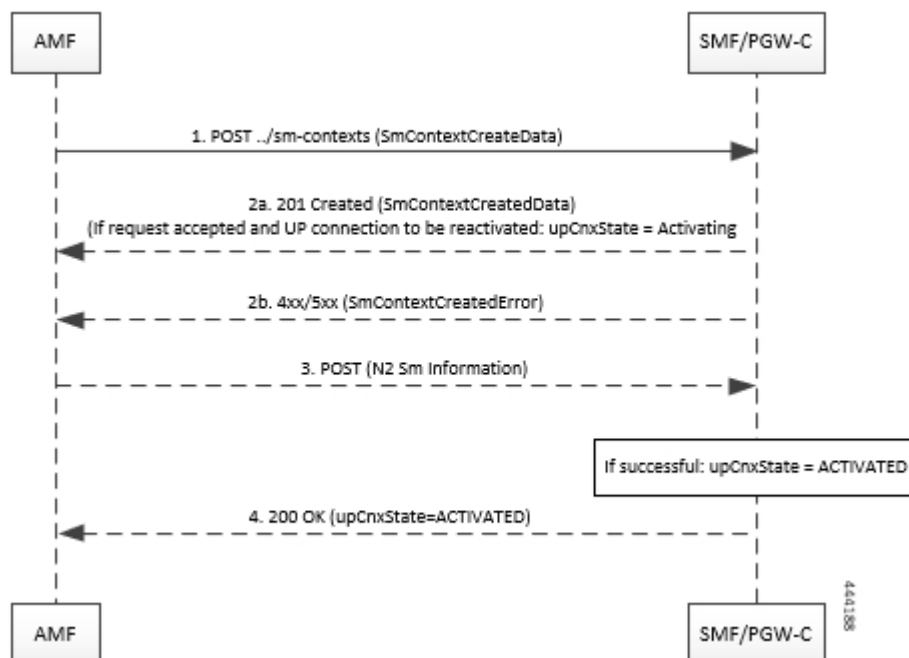 AMF
SMF/PGW-C
1. POST ../sm-contexts (SmContextCreateData)
2a. 201 Created (SmContextCreatedData)
(If request accepted and UP connection to be reactivated: upCnxState = Activating
2b. 4xx/5xx (SmContextCreatedError)
3. POST (N2 Sm Information)
If successful: upCnxState = ACTIVATED
4. 200 OK (upCnxState=ACTIVATED)
AMF
SMF/PGW-C
444188